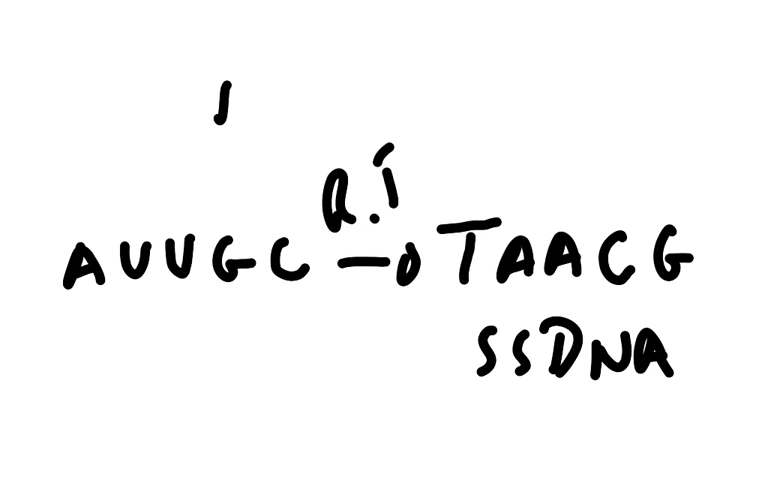 R.T
AUUGC → TAACG
SSDNA